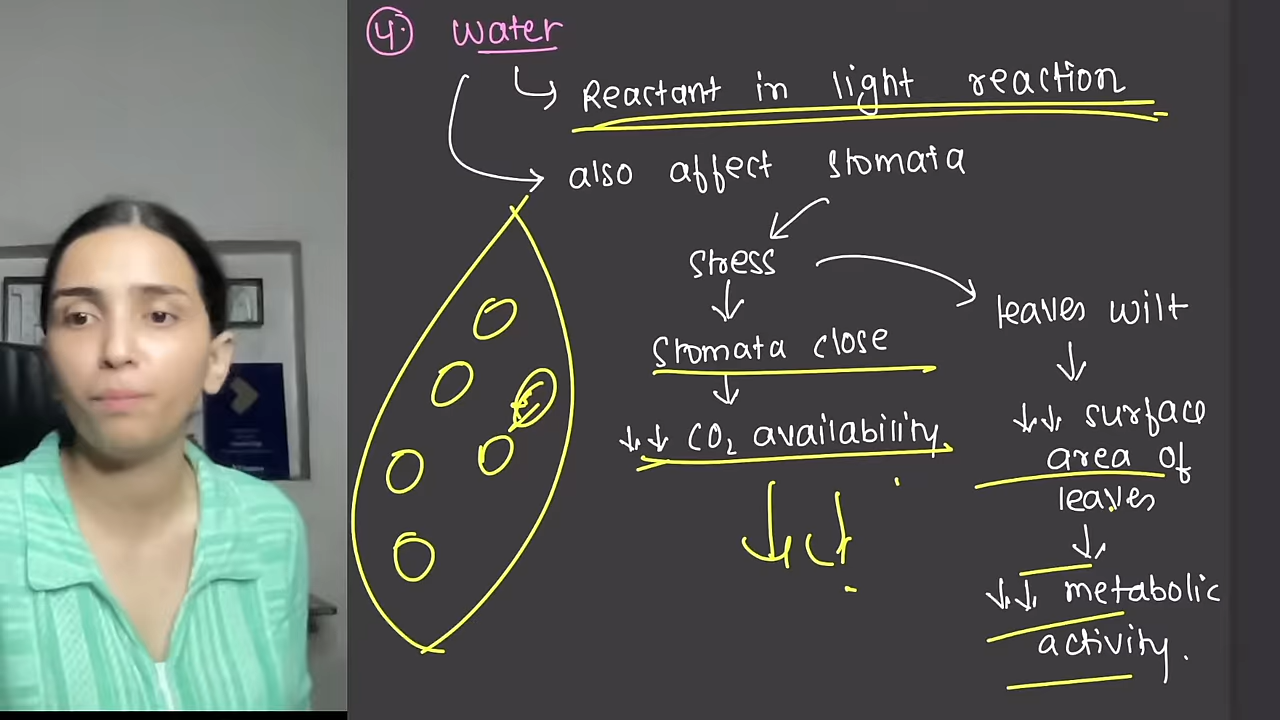 4. water
↳ Reactant in light reaction
→ also affect stomata
stress
↓
leaves wilt
stomata close
↓
↓
↓↓ surface
↓↓ CO₂ availability
area of
leaves
↓
↓↓ metabolic
activity.